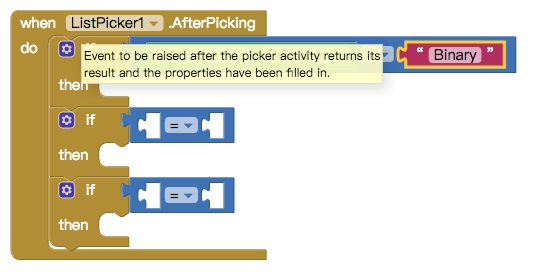 when ListPicker1 .AfterPicking
do if “ Binary ”
Event to be raised after the picker activity returns its
result and the properties have been filled in.
then
if =
then
if =
then